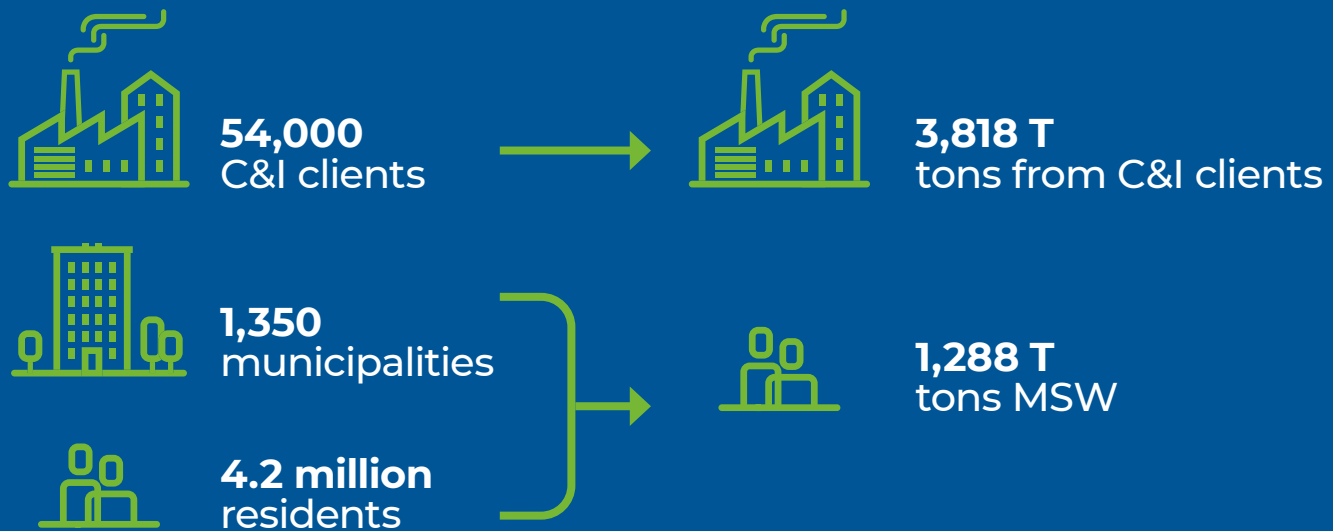 54,000
C&I clients
3,818 T
tons from C&I clients
1,350
municipalities
1,288 T
tons MSW
4.2 million
residents